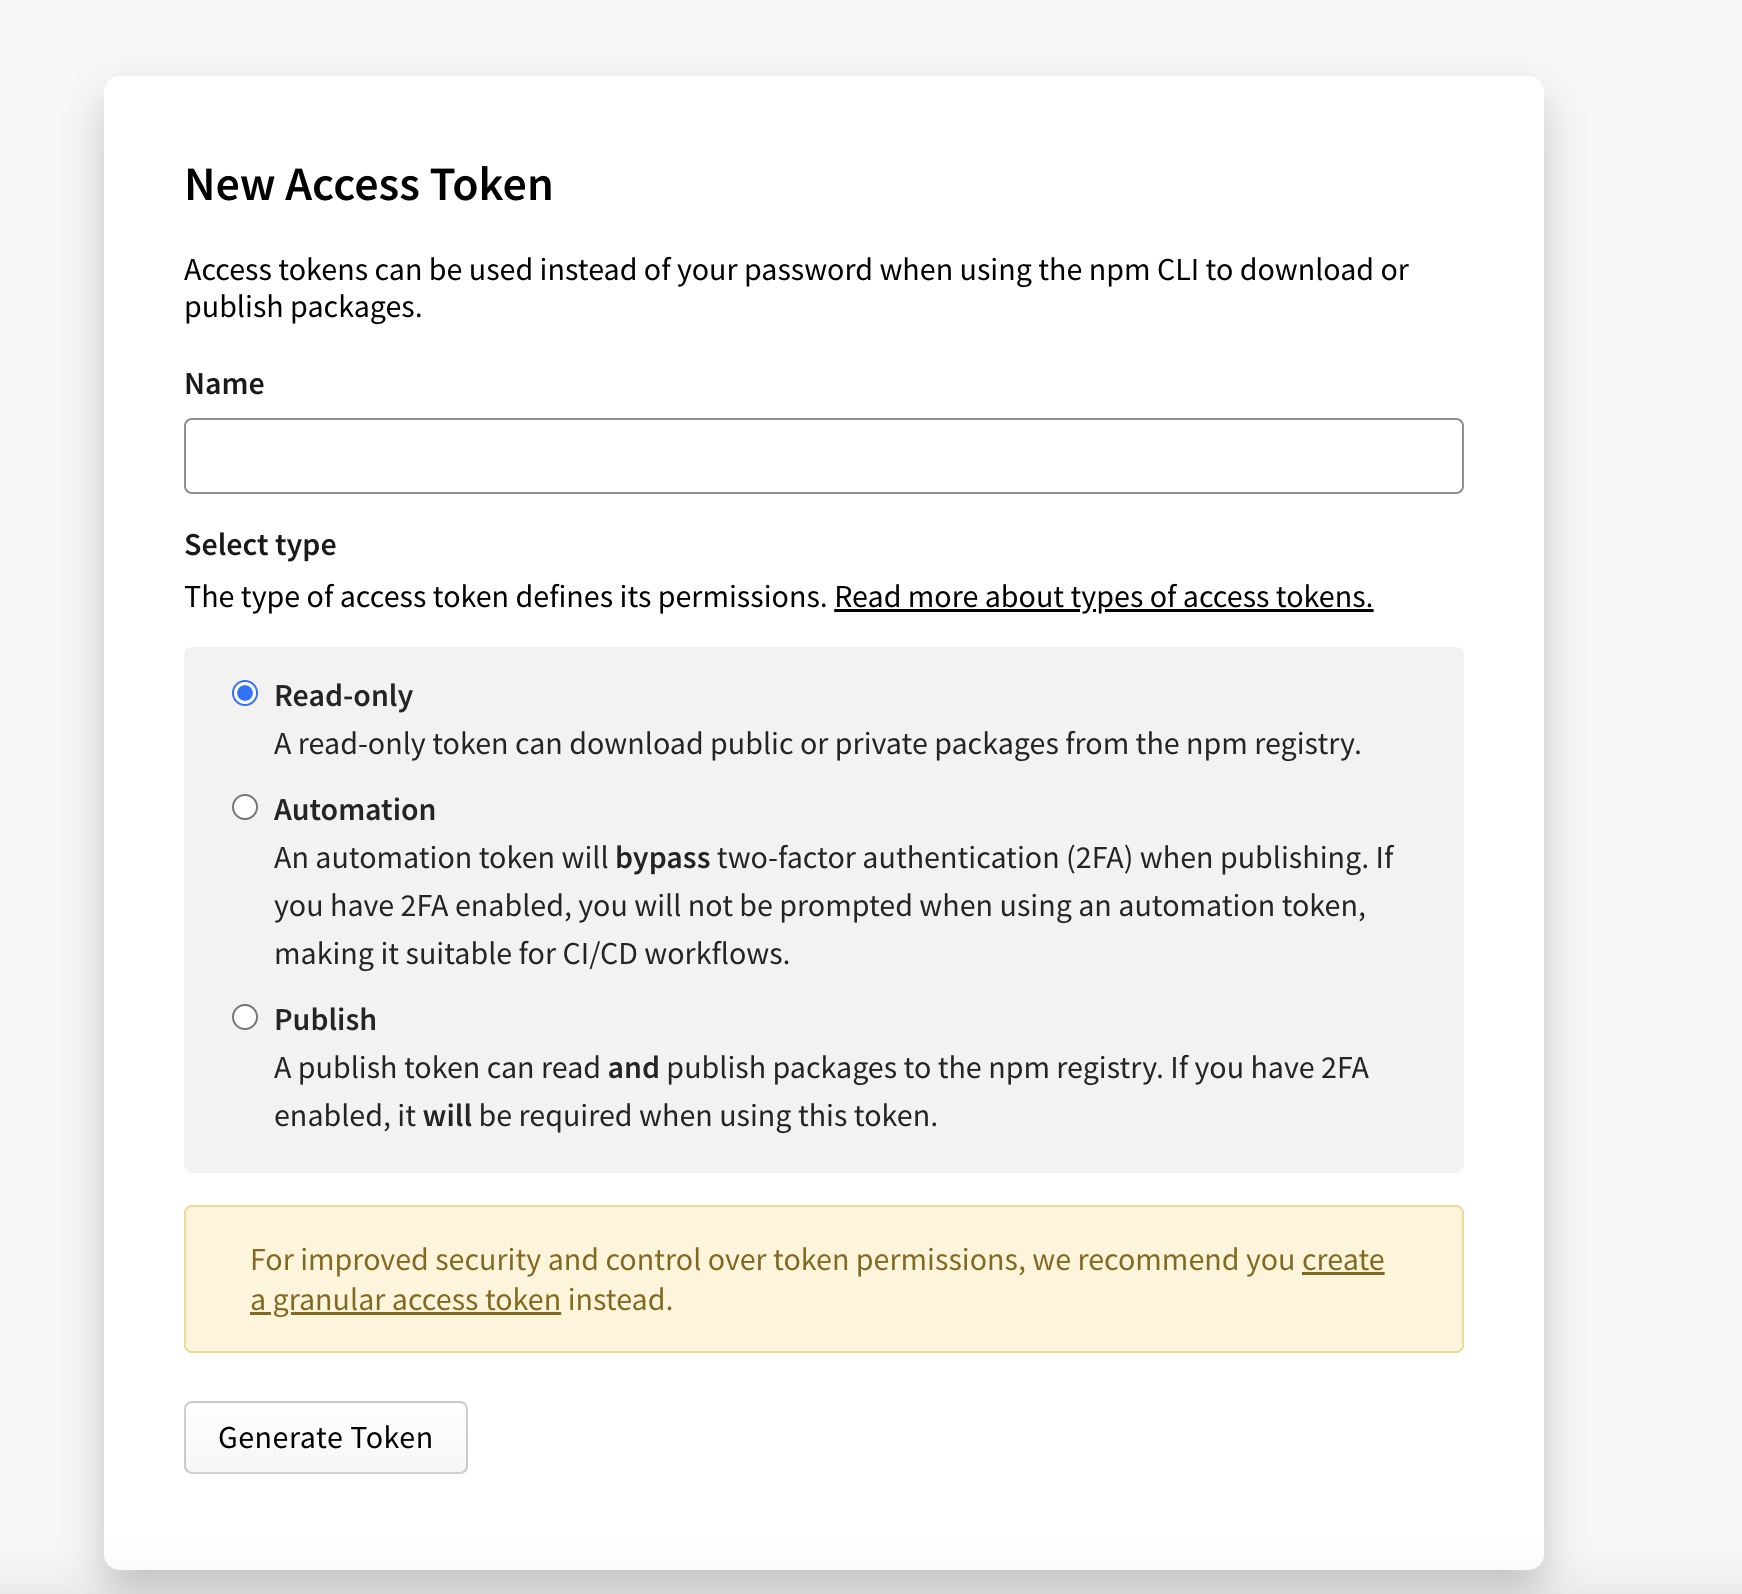 New Access Token
Access tokens can be used instead of your password when using the npm CLI to download or
publish packages.
Name
Select type
The type of access token defines its permissions. Read more about types of access tokens.
Read-only
A read-only token can download public or private packages from the npm registry.
Automation
An automation token will bypass two-factor authentication (2FA) when publishing. If
you have 2FA enabled, you will not be prompted when using an automation token,
making it suitable for CI/CD workflows.
Publish
A publish token can read and publish packages to the npm registry. If you have 2FA
enabled, it will be required when using this token.
For improved security and control over token permissions, we recommend you create
a granular access token instead.
Generate Token